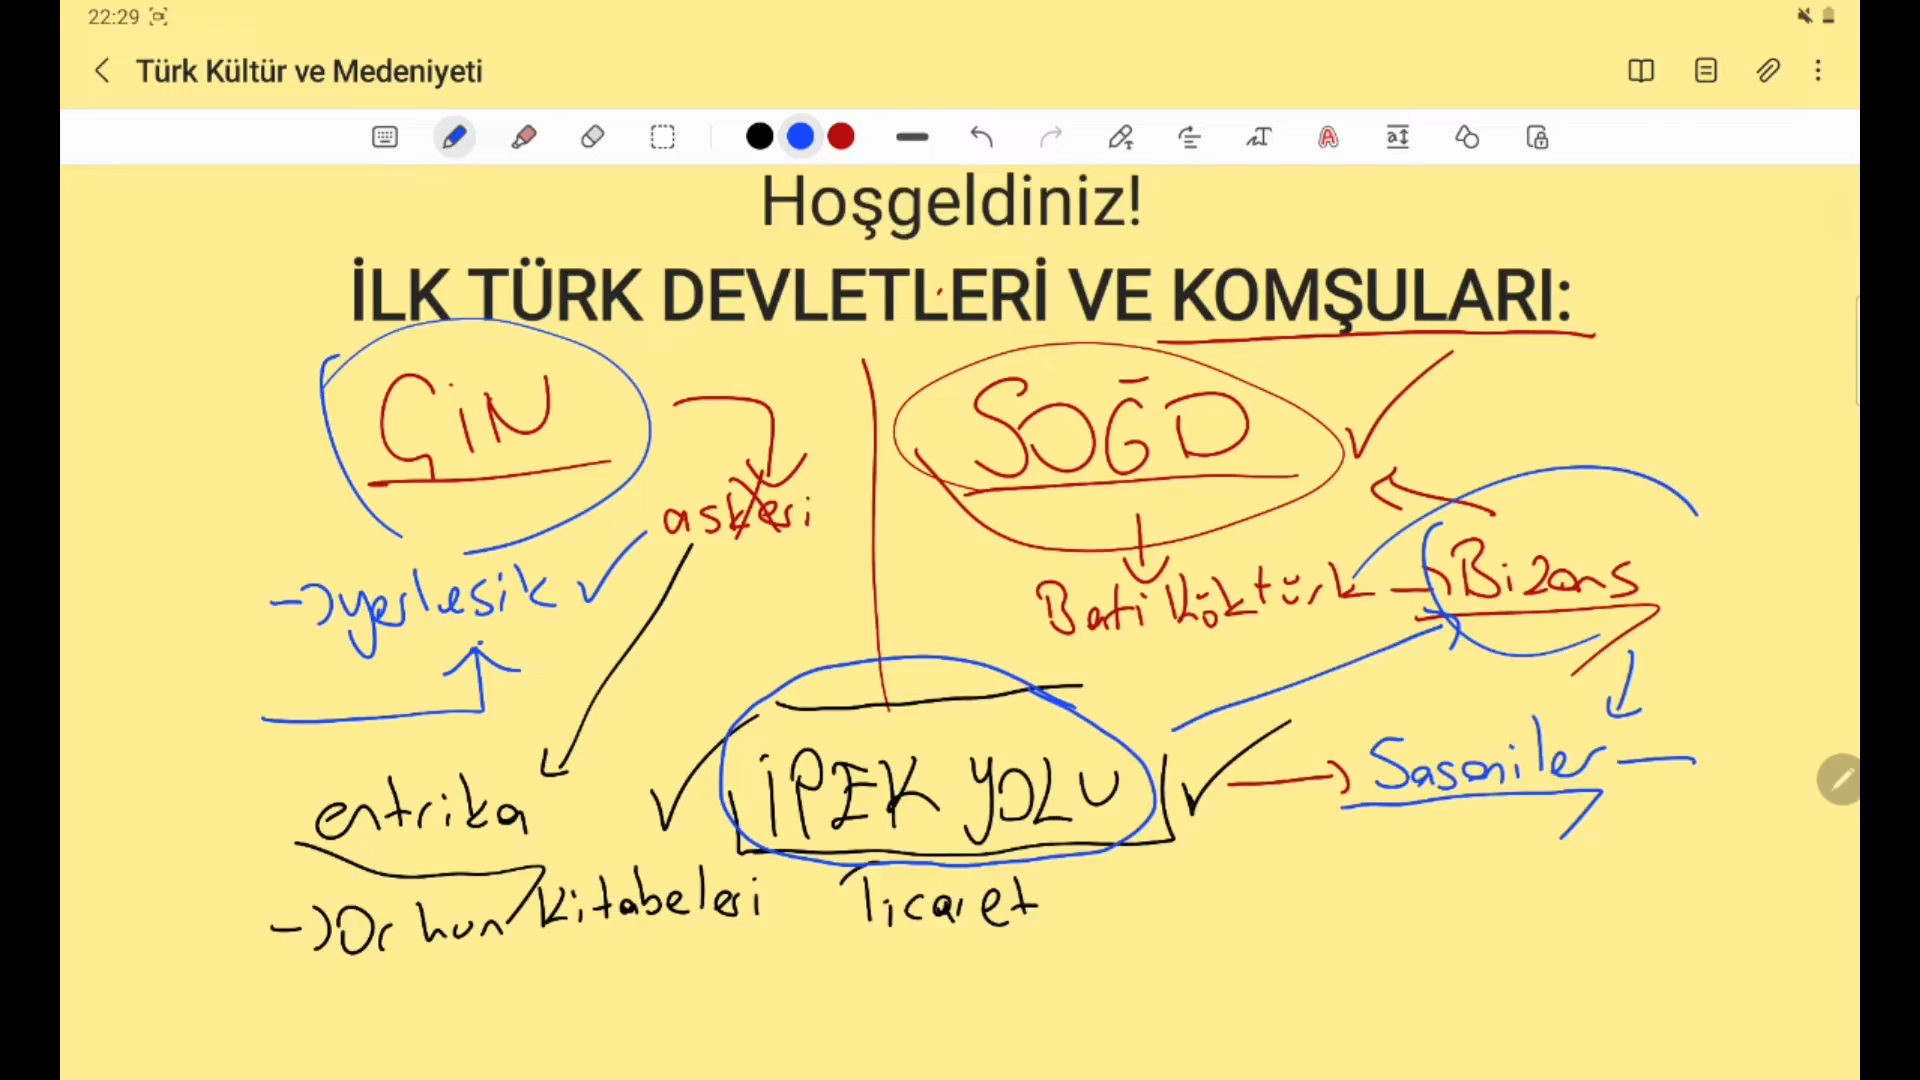 22:29
Türk Kültür ve Medeniyeti
Hoşgeldiniz!
İLK TÜRK DEVLETLERİ VE KOMŞULARI:
ÇİN
SOĞD
askeri
yerleşik
Batı Köktürk
Bizans
İPEK YOLU
Sasaniler
entrika
Orhun Kitabeleri
Ticaret